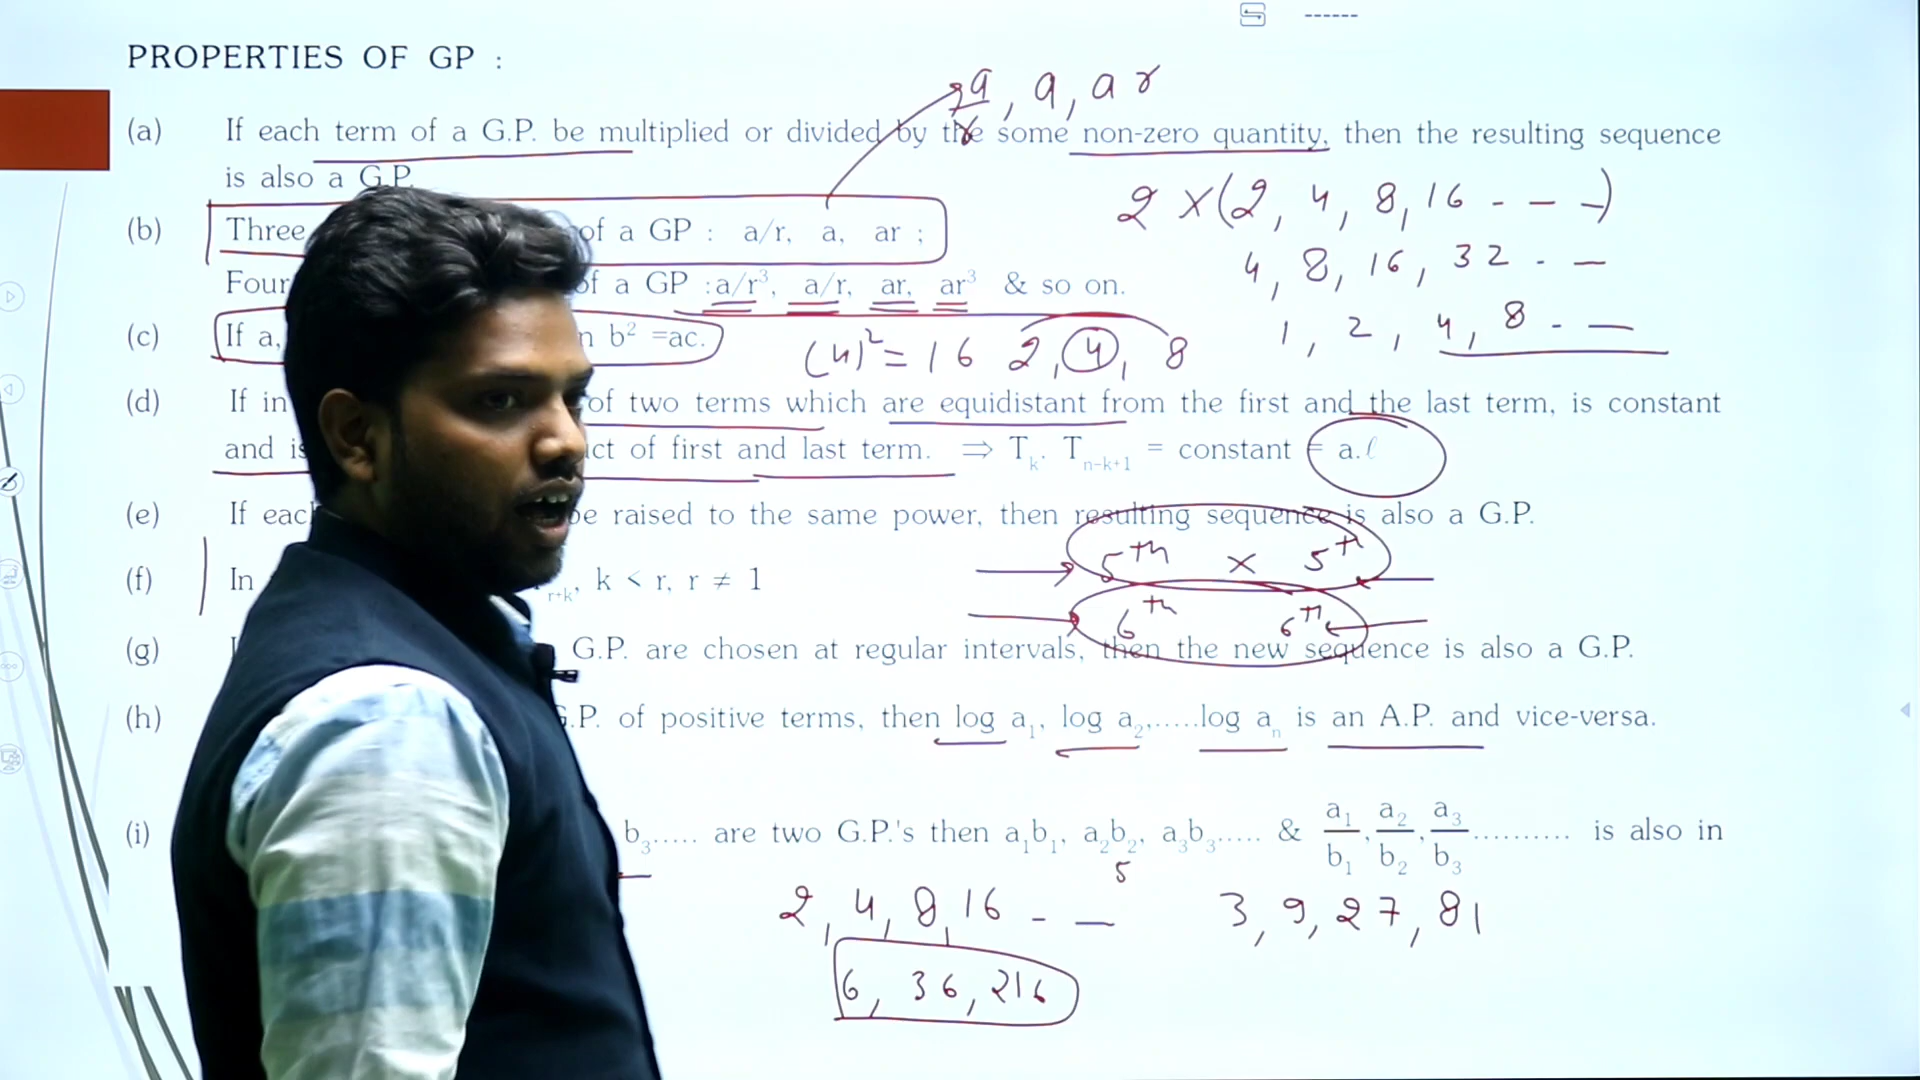 PROPERTIES OF GP :
a/r, a, ar
(a) If each term of a G.P. be multiplied or divided by the some non-zero quantity, then the resulting sequence
is also a G.P.
2 × (2, 4, 8, 16 - - -)
(b) Three of a GP : a/r, a, ar ;
4, 8, 16, 32 - -
Four of a GP : a/r³, a/r, ar, ar³ & so on.
1, 2, 4, 8 - -
(c) If a, b² =ac.
(4)² = 16 2, 4, 8
(d) If in of two terms which are equidistant from the first and the last term, is constant
and is of first and last term. ⇒ Tₖ. Tₙ₋ₖ₊₁ = constant = a.ℓ
(e) If each be raised to the same power, then resulting sequence is also a G.P.
5th × 5th
(f) In r+k, k < r, r ≠ 1
6th 6th
(g) G.P. are chosen at regular intervals, then the new sequence is also a G.P.
(h) G.P. of positive terms, then log a₁, log a₂,.....log aₙ is an A.P. and vice-versa.
(i) b₃..... are two G.P.'s then a₁b₁, a₂b₂, a₃b₃..... & a₁/b₁, a₂/b₂, a₃/b₃.......... is also in
5
2, 4, 8, 16 - - 3, 9, 27, 81
6, 36, 216